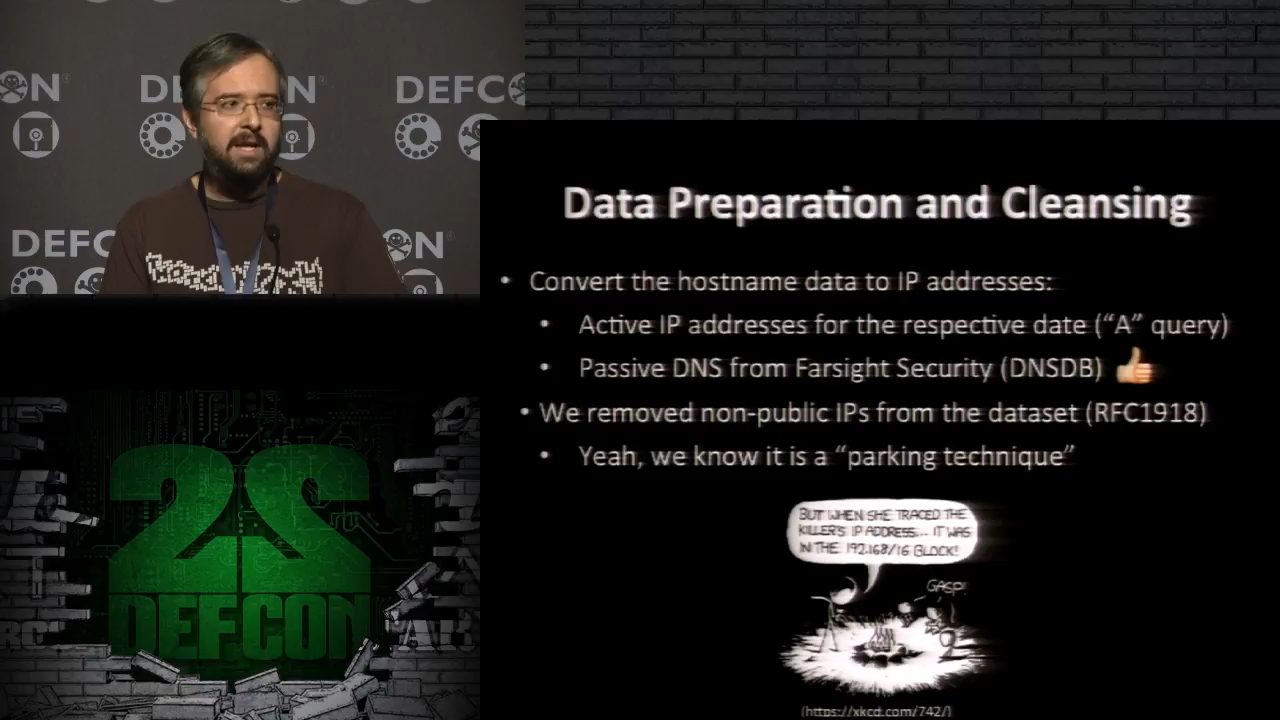 DEFCON
DEFCON
Data Preparation and Cleansing
• Convert the hostname data to IP addresses:
• Active IP addresses for the respective date (“A” query)
• Passive DNS from Farsight Security (DNSDB) 👍
• We removed non-public IPs from the dataset (RFC1918)
• Yeah, we know it is a “parking technique”
BUT WHEN SHE TRACED THE
KILLER'S IP ADDRESS... IT WAS
IN THE 192.168/16 BLOCK!
GASP!
(https://xkcd.com/742/)
22
DEFCON